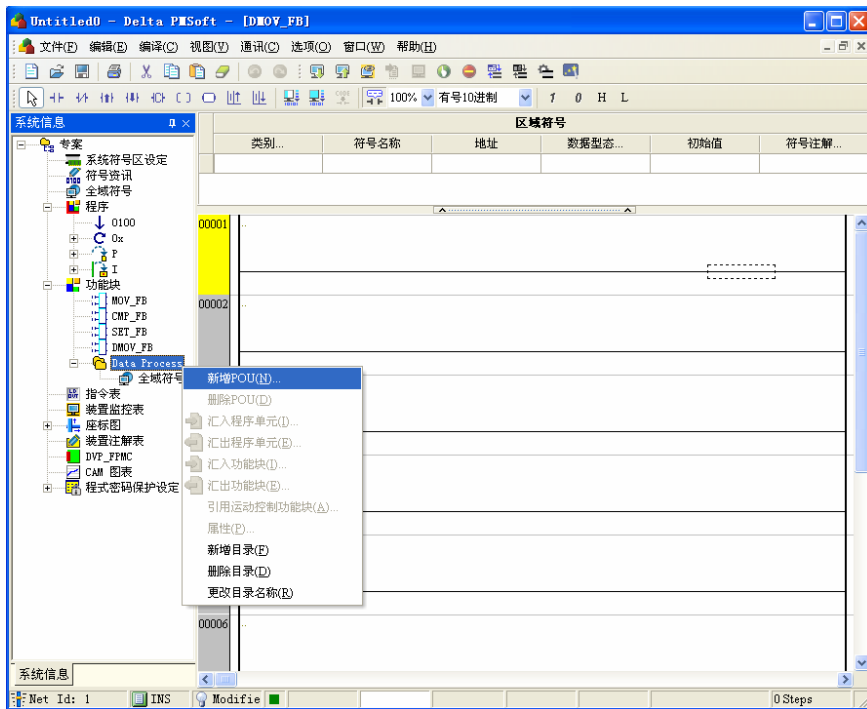 Untitled0 - Delta PMSoft - [DMOV_FB]
文件(F) 编辑(E) 编译(C) 视图(V) 通讯(C) 选项(O) 窗口(W) 帮助(H)
100% 有号10进制 1 0 H L
系统信息
区域符号
类别... 符号名称 地址 数据型态... 初始值 符号注解...
专案
系统符号区设定
符号资讯
全域符号
程序
O100
Ox
P
I
功能块
MOV_FB
CMP_FB
SET_FB
DMOV_FB
Data Process
全域符号
指令表
装置监控表
座标图
装置注解表
DVP_FPMC
CAM 图表
程式密码保护设定
新增POU(N)...
删除POU(D)
汇入程序单元(I)...
汇出程序单元(E)...
汇入功能块(I)...
汇出功能块(E)...
引用运动控制功能块(A)...
属性(P)...
新增目录(F)
删除目录(D)
更改目录名称(R)
00001
00002
00006
系统信息
Net Id: 1 INS Modifie 0 Steps